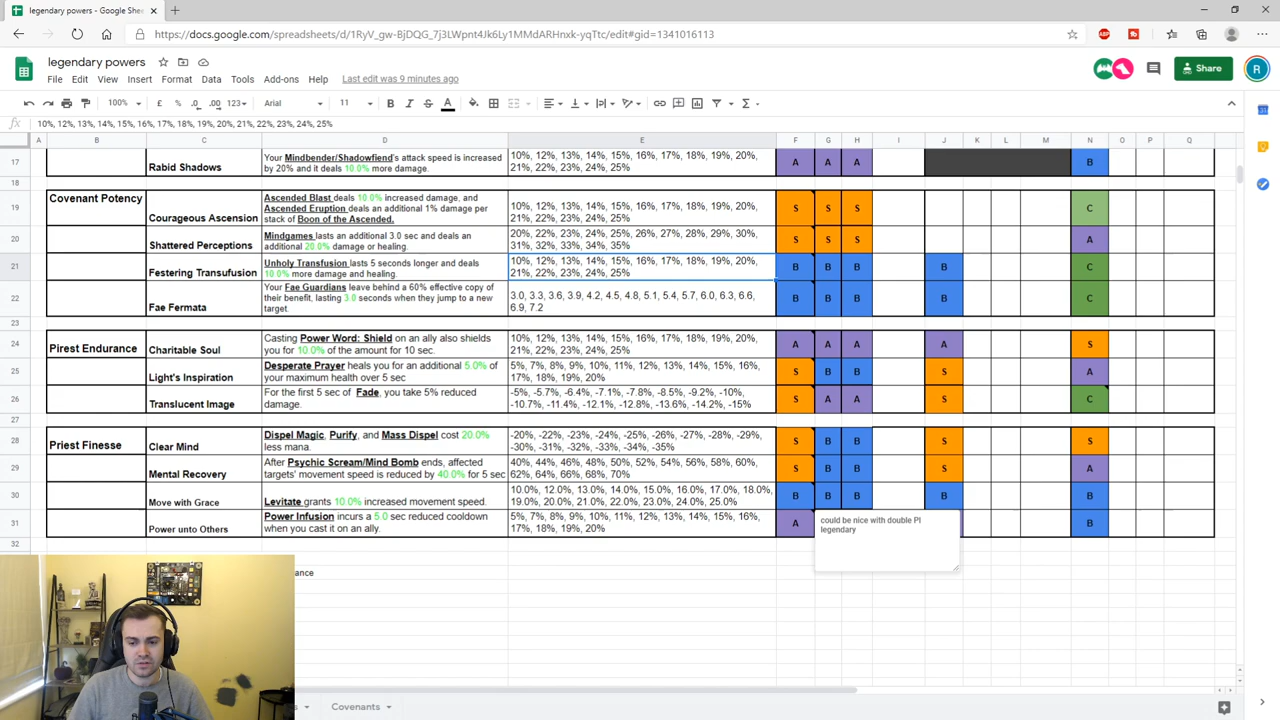 legendary powers - Google She
https://docs.google.com/spreadsheets/d/1RyV_gw-BjDQG_7j3LWpnt4Jk6Ly1MMdARHnxk-yqTtc/edit#gid=1341016113
legendary powers
Share
R
File Edit View Insert Format Data Tools Add-ons Help Last edit was 9 minutes ago
100% £ % .0 .00 123 Arial 11 B I S A
fx 10%, 12%, 13%, 14%, 15%, 16%, 17%, 18%, 19%, 20%, 21%, 22%, 23%, 24%, 25%
A B C D E F G H I J K L M N O P Q
17 Rabid Shadows Your Mindbender/Shadowfiend's attack speed is increased 10%, 12%, 13%, 14%, 15%, 16%, 17%, 18%, 19%, 20%, A A A B
by 20% and it deals 10.0% more damage. 21%, 22%, 23%, 24%, 25%
18
19 Covenant Potency Courageous Ascension Ascended Blast deals 10.0% increased damage, and 10%, 12%, 13%, 14%, 15%, 16%, 17%, 18%, 19%, 20%, S S S C
Ascended Eruption deals an additional 1% damage per 21%, 22%, 23%, 24%, 25%
stack of Boon of the Ascended.
20 Shattered Perceptions Mindgames lasts an additional 3.0 sec and deals an 20%, 22%, 23%, 24%, 25%, 26%, 27%, 28%, 29%, 30%, S S S A
additional 20.0% damage or healing. 31%, 32%, 33%, 34%, 35%
21 Festering Transufusion Unholy Transfusion lasts 5 seconds longer and deals 10%, 12%, 13%, 14%, 15%, 16%, 17%, 18%, 19%, 20%, B B B B C
10.0% more damage and healing. 21%, 22%, 23%, 24%, 25%
22 Fae Fermata Your Fae Guardians leave behind a 60% effective copy of 3.0, 3.3, 3.6, 3.9, 4.2, 4.5, 4.8, 5.1, 5.4, 5.7, 6.0, 6.3, 6.6, B B B B C
their benefit, lasting 3.0 seconds when they jump to a new 6.9, 7.2
target.
23
24 Pirest Endurance Charitable Soul Casting Power Word: Shield on an ally also shields 10%, 12%, 13%, 14%, 15%, 16%, 17%, 18%, 19%, 20%, A A A A S
you for 10.0% of the amount for 10 sec. 21%, 22%, 23%, 24%, 25%
25 Light's Inspiration Desperate Prayer heals you for an additional 5.0% of 5%, 7%, 8%, 9%, 10%, 11%, 12%, 13%, 14%, 15%, 16%, S B B S A
your maximum health over 5 sec 17%, 18%, 19%, 20%
26 Translucent Image For the first 5 sec of Fade, you take 5% reduced -5%, -5.7%, -6.4%, -7.1%, -7.8%, -8.5%, -9.2%, -10%, S A A S C
damage. -10.7%, -11.4%, -12.1%, -12.8%, -13.6%, -14.2%, -15%
27
28 Priest Finesse Clear Mind Dispel Magic, Purify, and Mass Dispel cost 20.0% -20%, -22%, -23%, -24%, -25%, -26%, -27%, -28%, -29%, S B B S S
less mana. -30%, -31%, -32%, -33%, -34%, -35%
29 Mental Recovery After Psychic Scream/Mind Bomb ends, affected 40%, 44%, 46%, 48%, 50%, 52%, 54%, 56%, 58%, 60%, S B B S A
targets' movement speed is reduced by 40.0% for 5 sec 62%, 64%, 66%, 68%, 70%
30 Move with Grace Levitate grants 10.0% increased movement speed. 10.0%, 12.0%, 13.0%, 14.0%, 15.0%, 16.0%, 17.0%, 18.0%, B B B B B
19.0%, 20.0%, 21.0%, 22.0%, 23.0%, 24.0%, 25.0%
31 Power unto Others Power Infusion incurs a 5.0 sec reduced cooldown 5%, 7%, 8%, 9%, 10%, 11%, 12%, 13%, 14%, 15%, 16%, A B
when you cast it on an ally. 17%, 18%, 19%, 20%
could be nice with double PI
legendary
32
ance
s Covenants